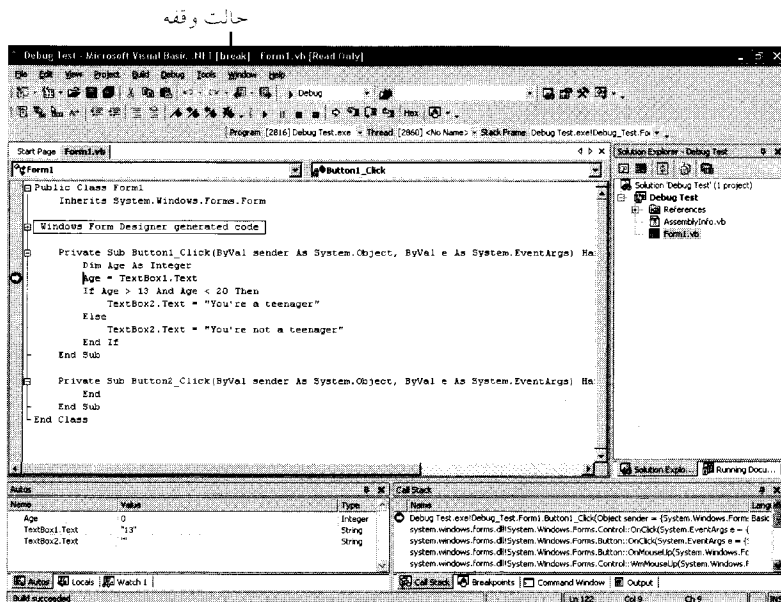 حالت وقفه
Debug Test - Microsoft Visual Basic .NET [break] - Form1.vb [Read Only]
File Edit View Project Build Debug Tools Window Help
Debug
Hex
Program [2816] Debug Test.exe Thread [2860] <No Name> Stack Frame Debug Test.exe!Debug_Test.Fo
Start Page Form1.vb
Form1 Button1_Click
Public Class Form1
Inherits System.Windows.Forms.Form
Windows Form Designer generated code
Private Sub Button1_Click(ByVal sender As System.Object, ByVal e As System.EventArgs) Ha
Dim Age As Integer
Age = TextBox1.Text
If Age > 13 And Age < 20 Then
TextBox2.Text = "You're a teenager"
Else
TextBox2.Text = "You're not a teenager"
End If
End Sub
Private Sub Button2_Click(ByVal sender As System.Object, ByVal e As System.EventArgs) Ha
End
End Sub
End Class
Solution Explorer - Debug Test
Solution 'Debug Test' (1 project)
Debug Test
References
AssemblyInfo.vb
Form1.vb
Solution Explo... Running Docu...
Autos
Name Value Type
Age 0 Integer
TextBox1.Text "13" String
TextBox2.Text "" String
Autos Locals Watch 1
Call Stack
Name Lang
Debug Test.exe!Debug_Test.Form1.Button1_Click(Object sender = {System.Windows.Form: Basic
system.windows.forms.dll!System.Windows.Forms.Control::OnClick(System.EventArgs e = {
system.windows.forms.dll!System.Windows.Forms.Button::OnClick(System.EventArgs e = {:
system.windows.forms.dll!System.Windows.Forms.Button::OnMouseUp(System.Windows.Fc
system.windows.forms.dll!System.Windows.Forms.Control::WmMouseUp(System.Windows.F
Call Stack Breakpoints Command Window Output
Build succeeded Ln 122 Col 9 Ch 9